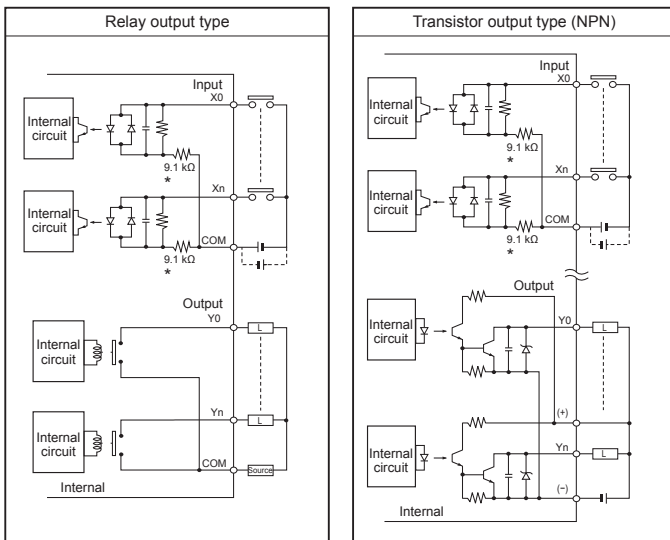 Relay output type
Input
X0
Internal
circuit
9.1 kΩ
*
Xn
Internal
circuit
COM
9.1 kΩ
*
Output
Y0
L
Internal
circuit
Yn
L
Internal
circuit
COM
Source
Internal
Transistor output type (NPN)
Input
X0
Internal
circuit
9.1 kΩ
*
Xn
Internal
circuit
COM
9.1 kΩ
*
Output
Y0
L
Internal
circuit
(+)
Yn
L
Internal
circuit
(−)
Internal